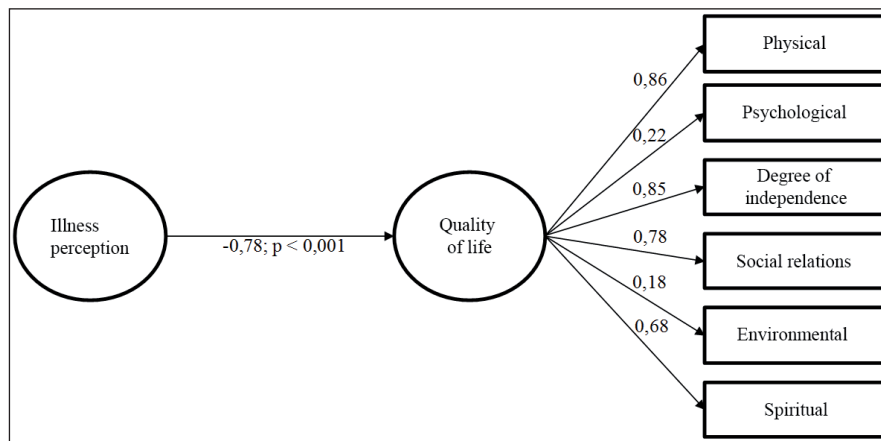 Illness
perception
-0,78; p < 0,001
Quality
of life
0,86
0,22
0,85
0,78
0,18
0,68
Physical
Psychological
Degree of
independence
Social relations
Environmental
Spiritual